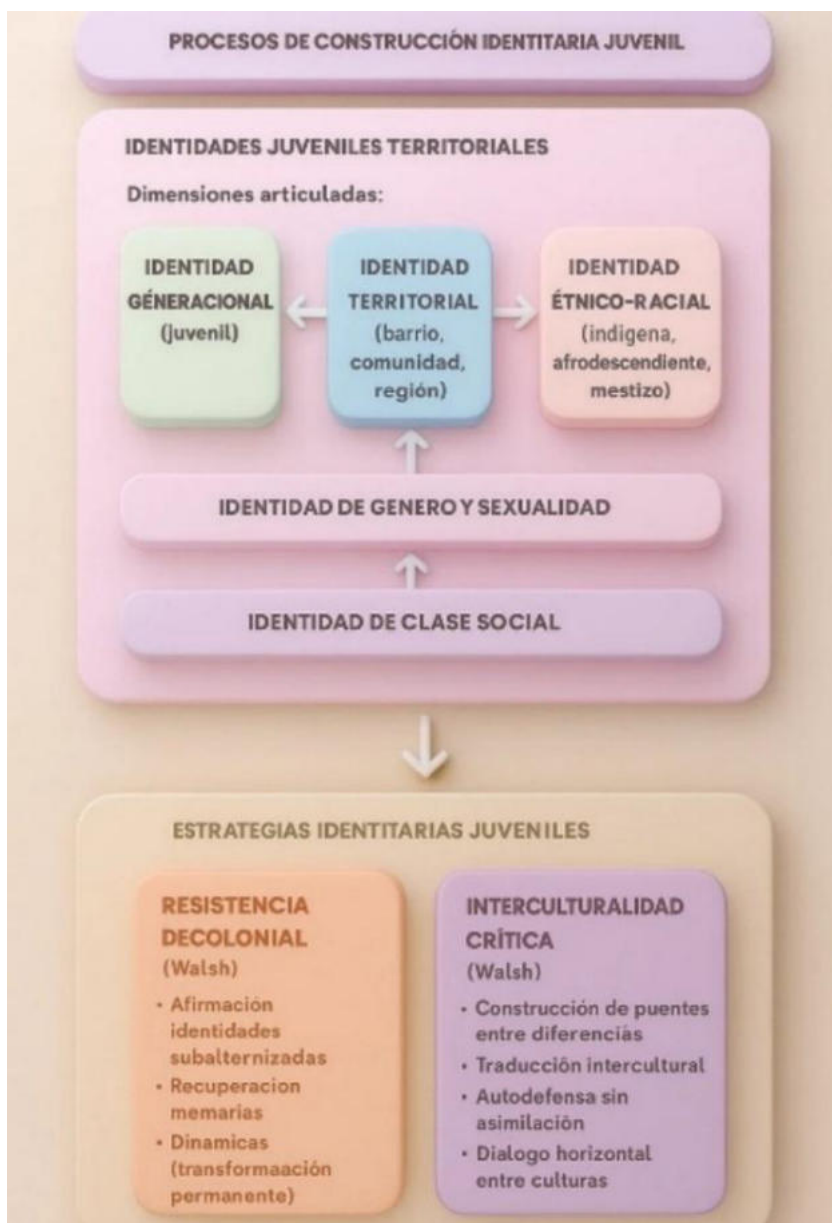 PROCESOS DE CONSTRUCCIÓN IDENTITARIA JUVENIL
IDENTIDADES JUVENILES TERRITORIALES
Dimensiones articuladas:
IDENTIDAD
GÉNERACIONAL
(juvenil)
IDENTIDAD
TERRITORIAL
(barrio,
comunidad,
región)
IDENTIDAD
ÉTNICO-RACIAL
(indigena,
afrodescendiente,
mestizo)
IDENTIDAD DE GENERO Y SEXUALIDAD
IDENTIDAD DE CLASE SOCIAL
ESTRATEGIAS IDENTITARIAS JUVENILES
RESISTENCIA
DECOLONIAL
(Walsh)
• Afirmación
identidades
subalternizadas
• Recuperacion
memarias
• Dinamicas
(transformaación
permanente)
INTERCULTURALIDAD
CRÍTICA
(Walsh)
• Construcción de puentes
entre diferencias
• Traducción intercultural
• Autodefensa sin
asimilación
• Dialogo horizontal
entre culturas